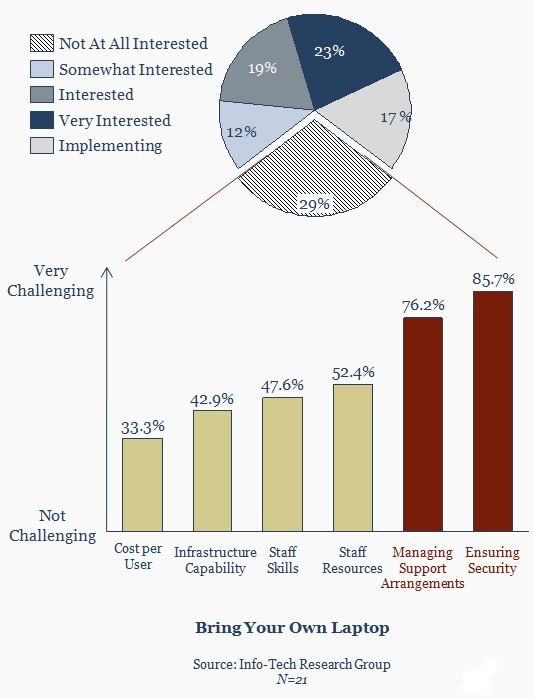 Not At All Interested
Somewhat Interested
Interested
Very Interested
Implementing
23%
19%
17%
12%
29%
Very
Challenging
Not
Challenging
33.3%
42.9%
47.6%
52.4%
76.2%
85.7%
Cost per
User
Infrastructure
Capability
Staff
Skills
Staff
Resources
Managing
Support
Arrangements
Ensuring
Security
Bring Your Own Laptop
Source: Info-Tech Research Group
N=21